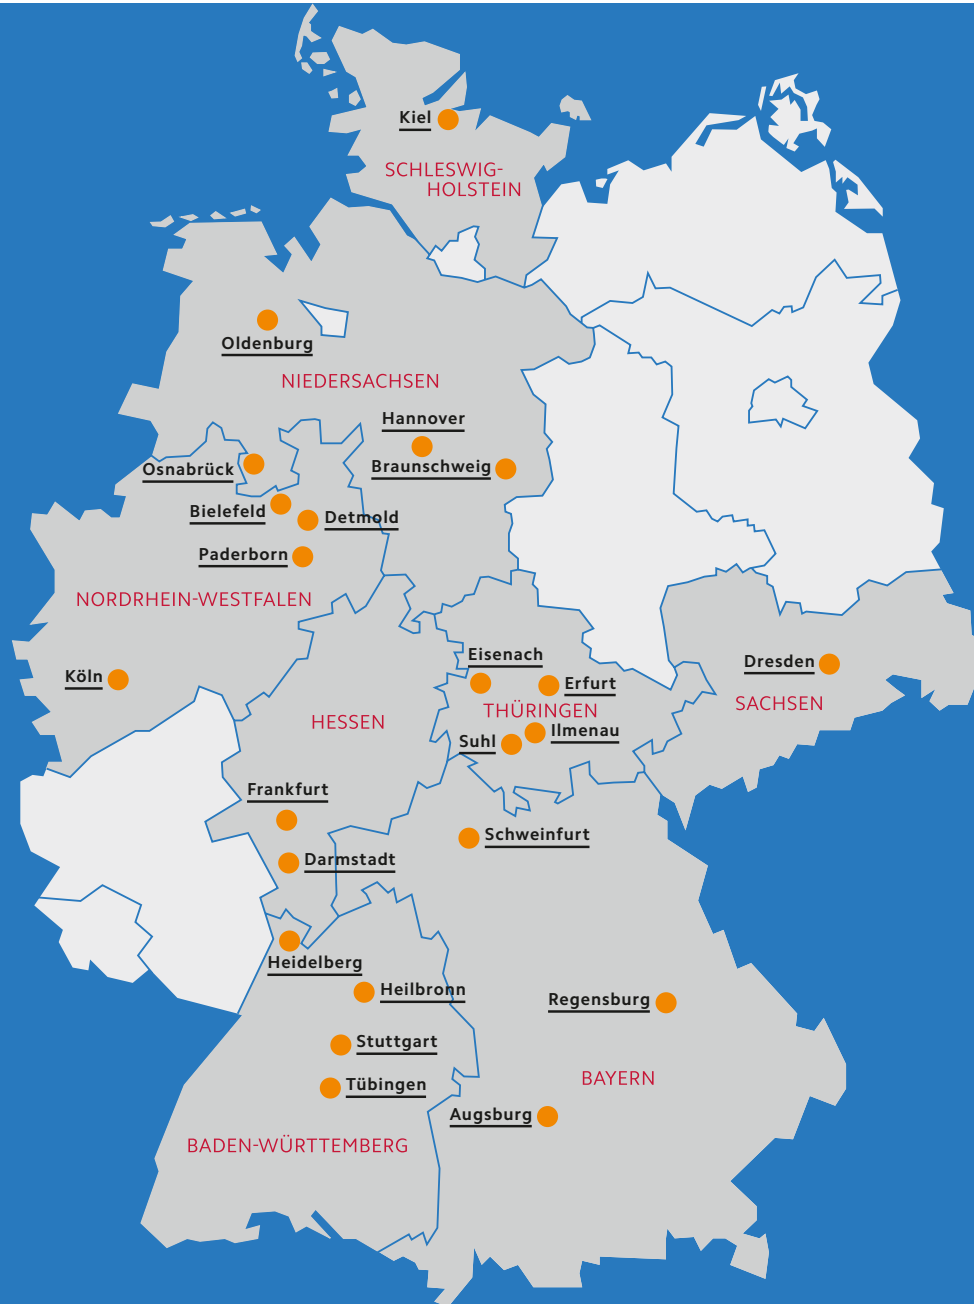 Kiel
SCHLESWIG-
HOLSTEIN
Oldenburg
NIEDERSACHSEN
Hannover
Braunschweig
Osnabrück
Bielefeld
Detmold
Paderborn
NORDRHEIN-WESTFALEN
Eisenach
Erfurt
Dresden
Köln
THÜRINGEN
SACHSEN
HESSEN
Suhl
Ilmenau
Frankfurt
Schweinfurt
Darmstadt
Heidelberg
Heilbronn
Regensburg
Stuttgart
BAYERN
Tübingen
Augsburg
BADEN-WÜRTTEMBERG